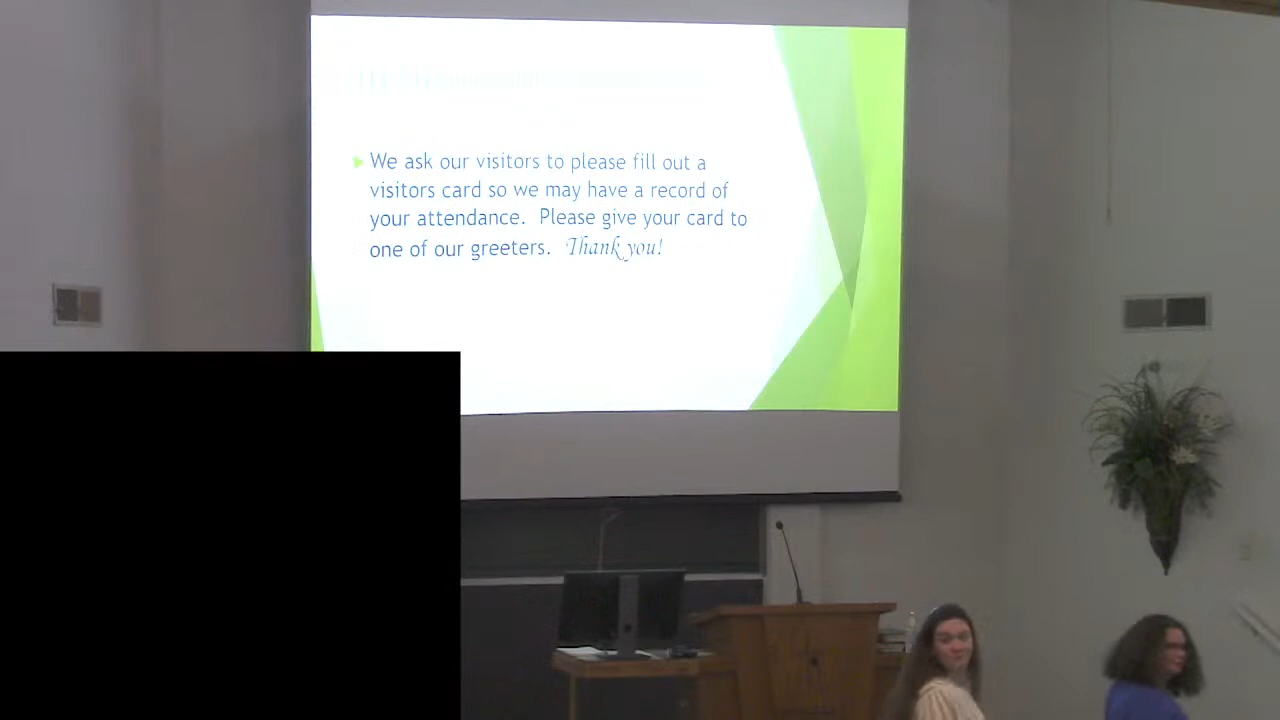 We ask our visitors to please fill out a
visitors card so we may have a record of
your attendance.  Please give your card to
one of our greeters.  Thank you!